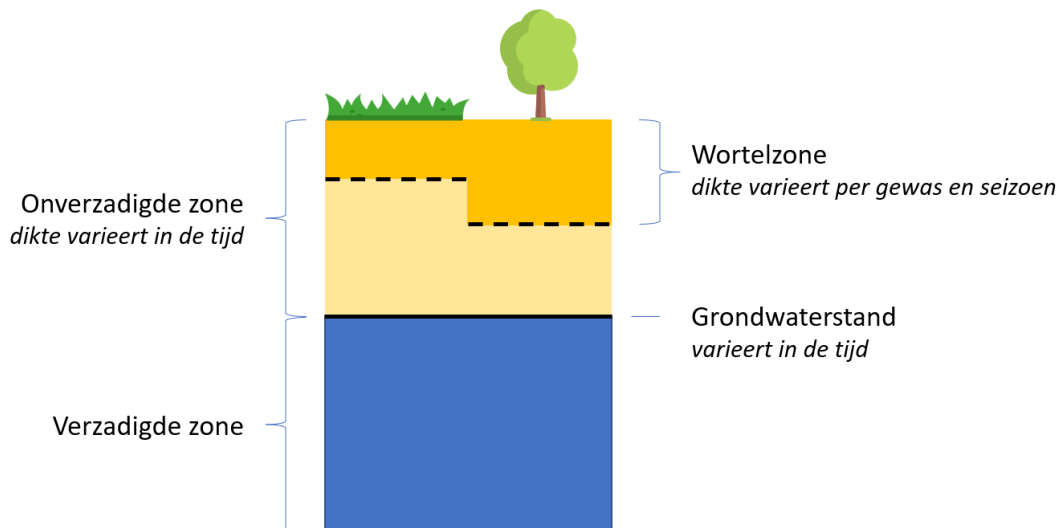 Wortelzone
dikte varieert per gewas en seizoen
Onverzadigde zone
dikte varieert in de tijd
Grondwaterstand
varieert in de tijd
Verzadigde zone